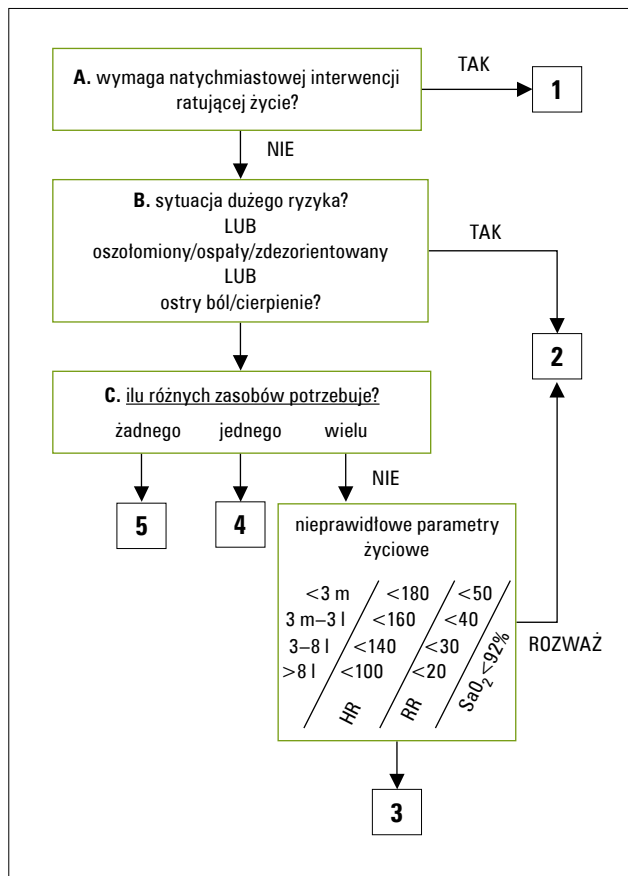 A. wymaga natychmiastowej interwencji
ratującej życie?
TAK
1
NIE
B. sytuacja dużego ryzyka?
LUB
oszołomiony/ospały/zdezorientowany
LUB
ostry ból/cierpienie?
TAK
2
C. ilu różnych zasobów potrzebuje?
żadnego jednego wielu
NIE
5
4
nieprawidłowe parametry
życiowe
<3 m <180 <50
3 m–3 l <160 <40
3–8 l <140 <30
>8 l <100 <20
HR RR SaO₂ <92%
ROZWAŻ
3